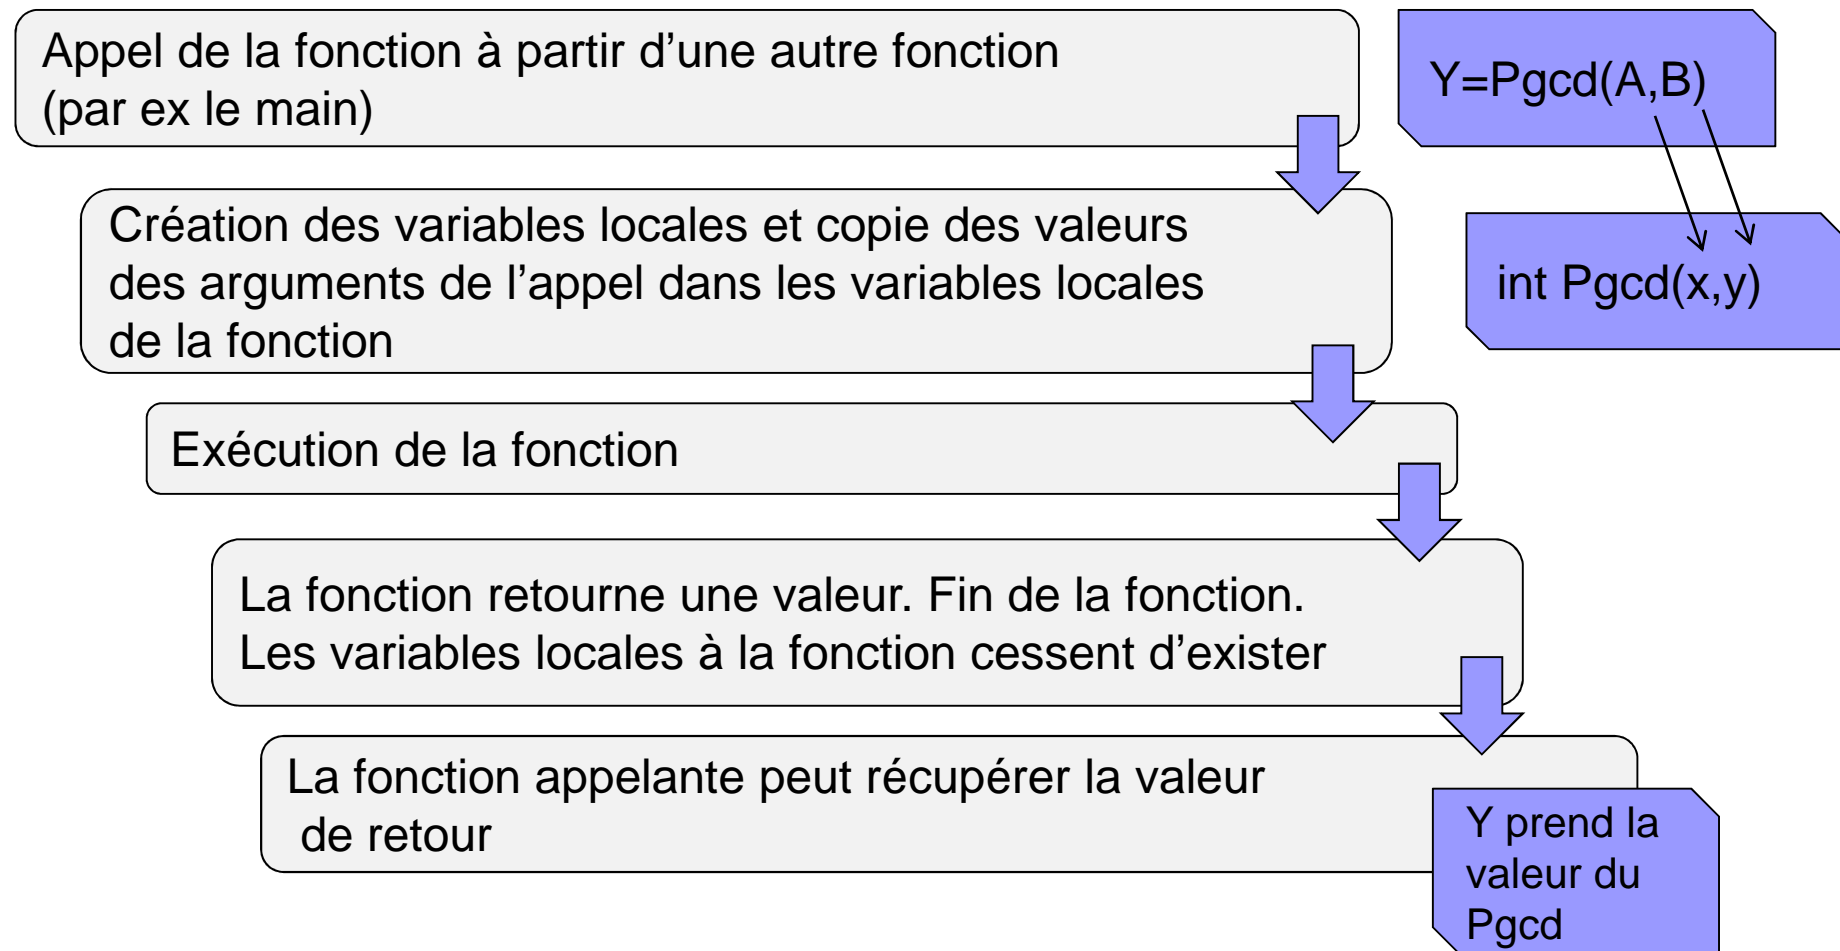 Appel de la fonction à partir d’une autre fonction
(par ex le main)
Y=Pgcd(A,B)
Création des variables locales et copie des valeurs
des arguments de l’appel dans les variables locales
de la fonction
int Pgcd(x,y)
Exécution de la fonction
La fonction retourne une valeur. Fin de la fonction.
Les variables locales à la fonction cessent d’exister
La fonction appelante peut récupérer la valeur
de retour
Y prend la
valeur du
Pgcd